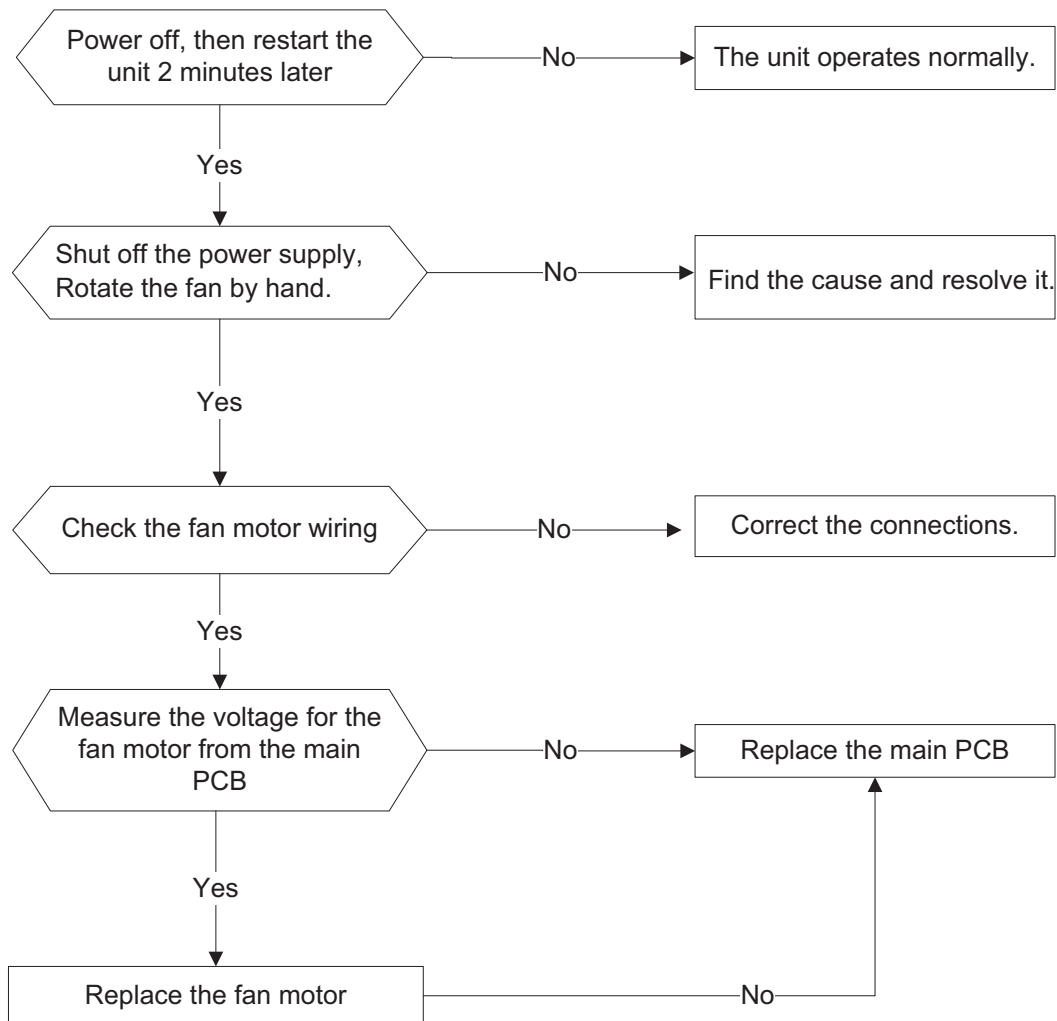 Power off, then restart the
unit 2 minutes later
No
The unit operates normally.
Yes
Shut off the power supply,
Rotate the fan by hand.
No
Find the cause and resolve it.
Yes
Check the fan motor wiring
No
Correct the connections.
Yes
Measure the voltage for the
fan motor from the main
PCB
No
Replace the main PCB
Yes
Replace the fan motor
No